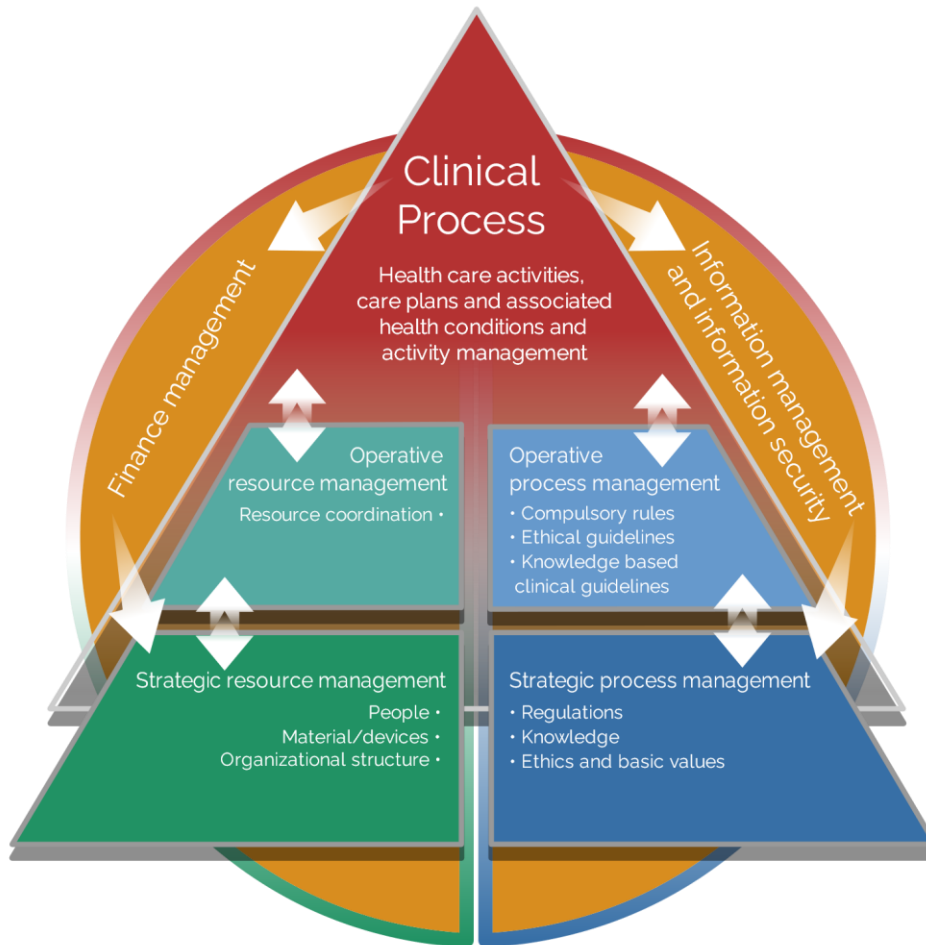 Clinical
Process
Health care activities,
care plans and associated
health conditions and
activity management
Finance management
Information management
and information security
Operative
resource management
Resource coordination •
Operative
process management
• Compulsory rules
• Ethical guidelines
• Knowledge based
clinical guidelines
Strategic resource management
People •
Material/devices •
Organizational structure •
Strategic process management
• Regulations
• Knowledge
• Ethics and basic values